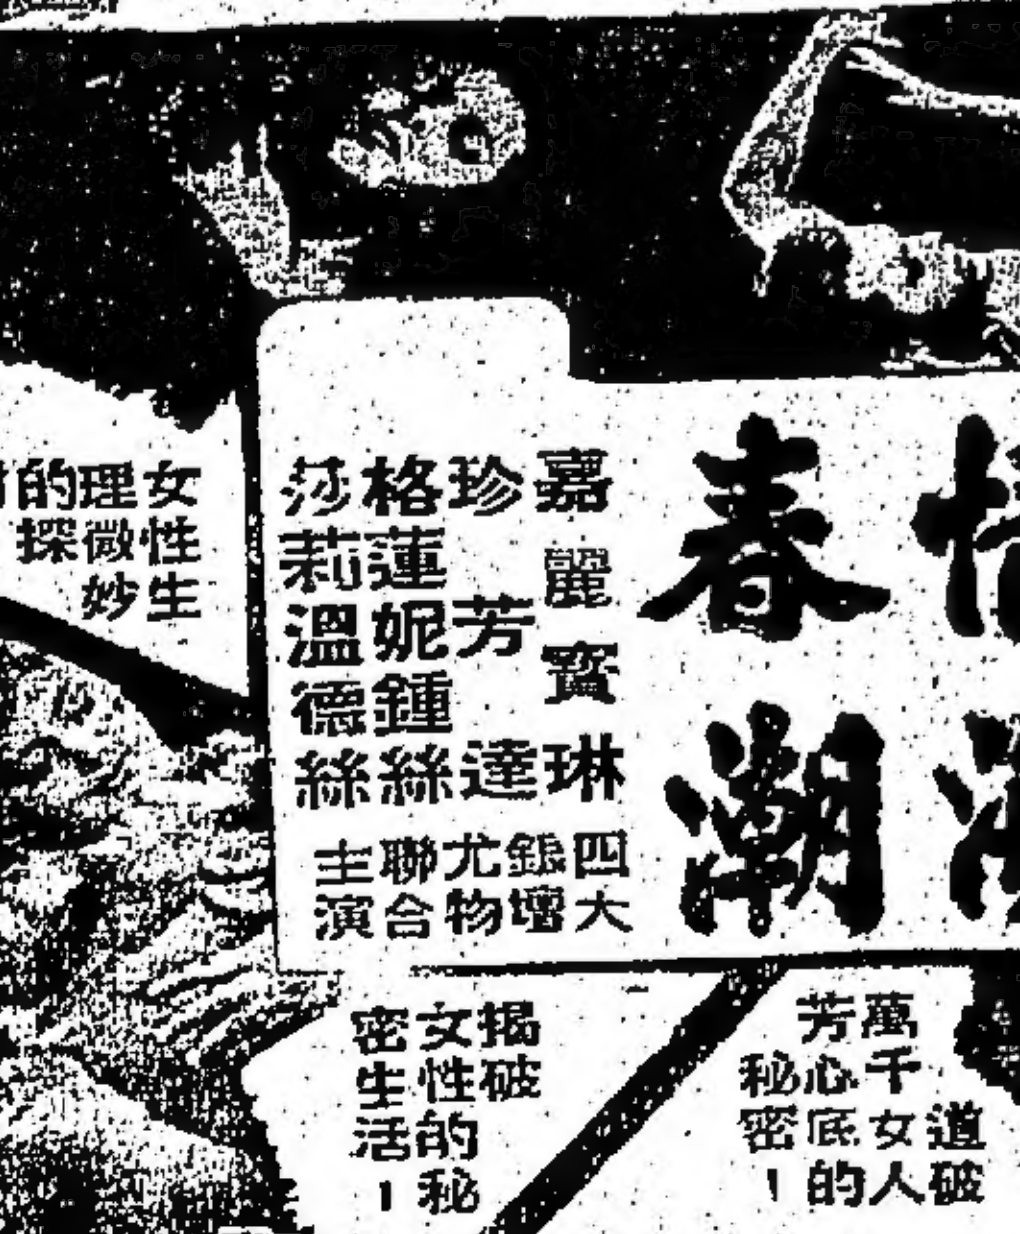 春潮
嘉麗寶琳
珍芳達
格蓮妮鍾絲
莎莉溫德絲
四大
銀壇
尤物
聯合
主演
女性生
理微妙
的探
道破
萬千女人
芳心底的
秘密!
揭破
女性的秘
密生活!